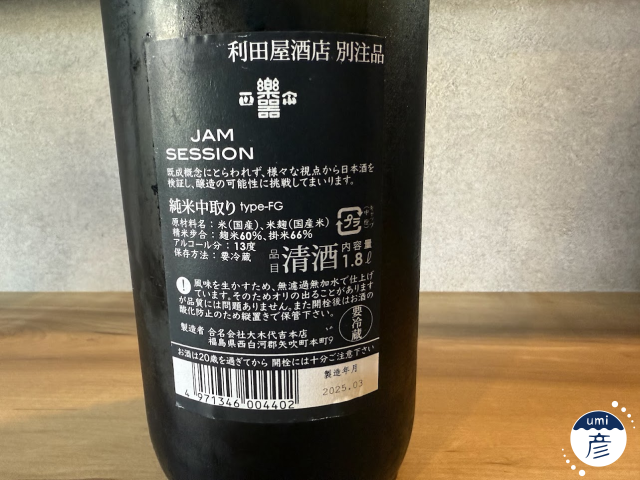 利田屋酒店 別注品
樂器
正
JAM
SESSION
既成概念にとらわれず、様々な視点から日本酒を
検証し、醸造の可能性に挑戦してまいります。
純米中取り type-FG
原材料名：米(国産)、米麹(国産米)
精米歩合：麹米60%、掛米66%
アルコール分：13度
保存方法：要冷蔵
プラ
キャップ
(中栓)
品目
清酒
内容量
1.8ℓ
風味を生かすため、無濾過無加水で仕上げ
ています。そのためオリの出ることがあります
が品質には問題ありません。また開栓後はお酒の
酸化防止のため縦置きで保管下さい。
要冷蔵
製造者 合名会社大木代吉本店
福島県西白河郡矢吹町本町9
お酒は20歳を過ぎてから 開栓には十分ご注意下さい
4 971346 004402
製造年月
2025.03
umi
彦